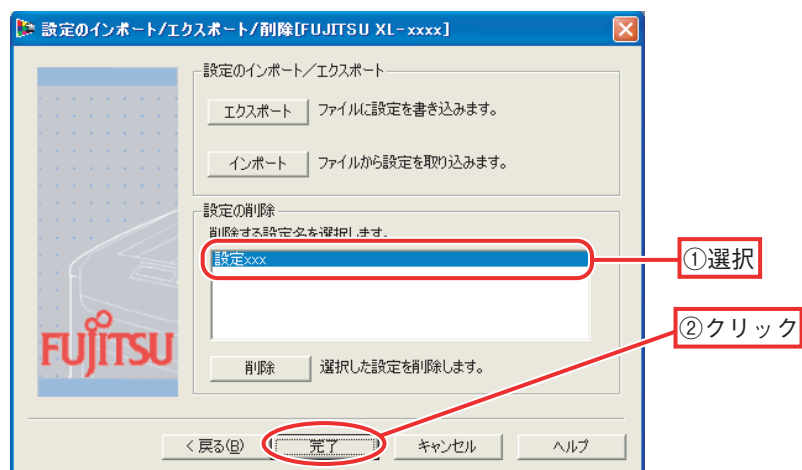 設定のインポート/エクスポート/削除[FUJITSU XL-xxxx]
設定のインポート／エクスポート
エクスポート ファイルに設定を書き込みます。
インポート ファイルから設定を取り込みます。
設定の削除
削除する設定名を選択します。
設定xxx
①選択
②クリック
FUJITSU
削除 選択した設定を削除します。
< 戻る(B) 完了 キャンセル ヘルプ